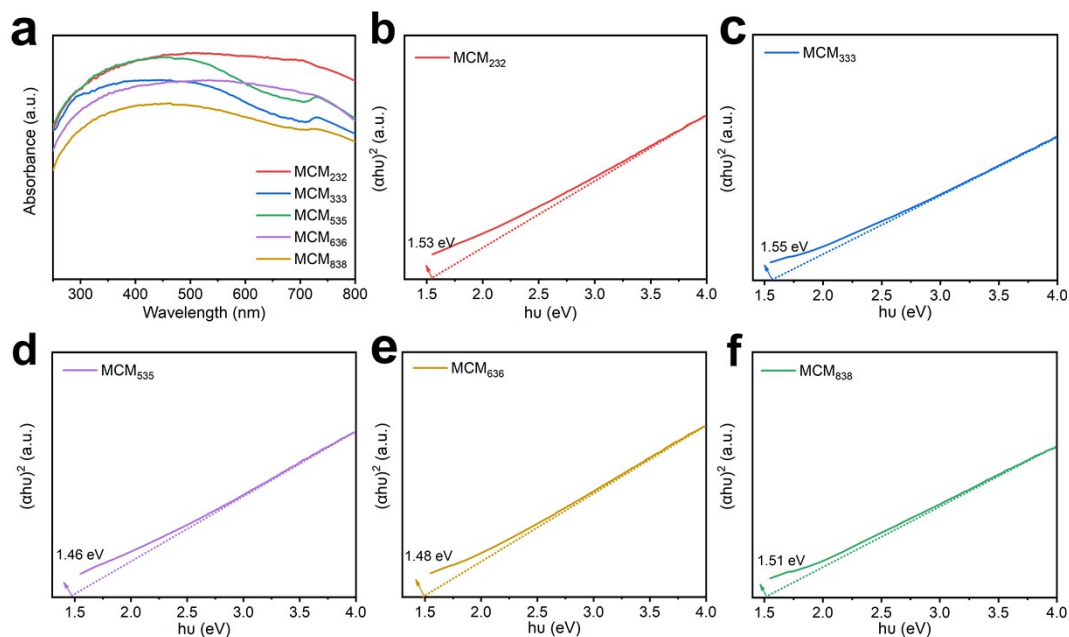 a
Absorbance (a.u.)
MCM₂₃₂
MCM₃₃₃
MCM₅₃₅
MCM₆₃₆
MCM₈₃₈
300 400 500 600 700 800
Wavelength (nm)
b
(αhυ)² (a.u.)
MCM₂₃₂
1.53 eV
1.5 2.0 2.5 3.0 3.5 4.0
hυ (eV)
c
(αhυ)² (a.u.)
MCM₃₃₃
1.55 eV
1.5 2.0 2.5 3.0 3.5 4.0
hυ (eV)
d
(αhυ)² (a.u.)
MCM₅₃₅
1.46 eV
1.5 2.0 2.5 3.0 3.5 4.0
hυ (eV)
e
(αhυ)² (a.u.)
MCM₆₃₆
1.48 eV
1.5 2.0 2.5 3.0 3.5 4.0
hυ (eV)
f
(αhυ)² (a.u.)
MCM₈₃₈
1.51 eV
1.5 2.0 2.5 3.0 3.5 4.0
hυ (eV)